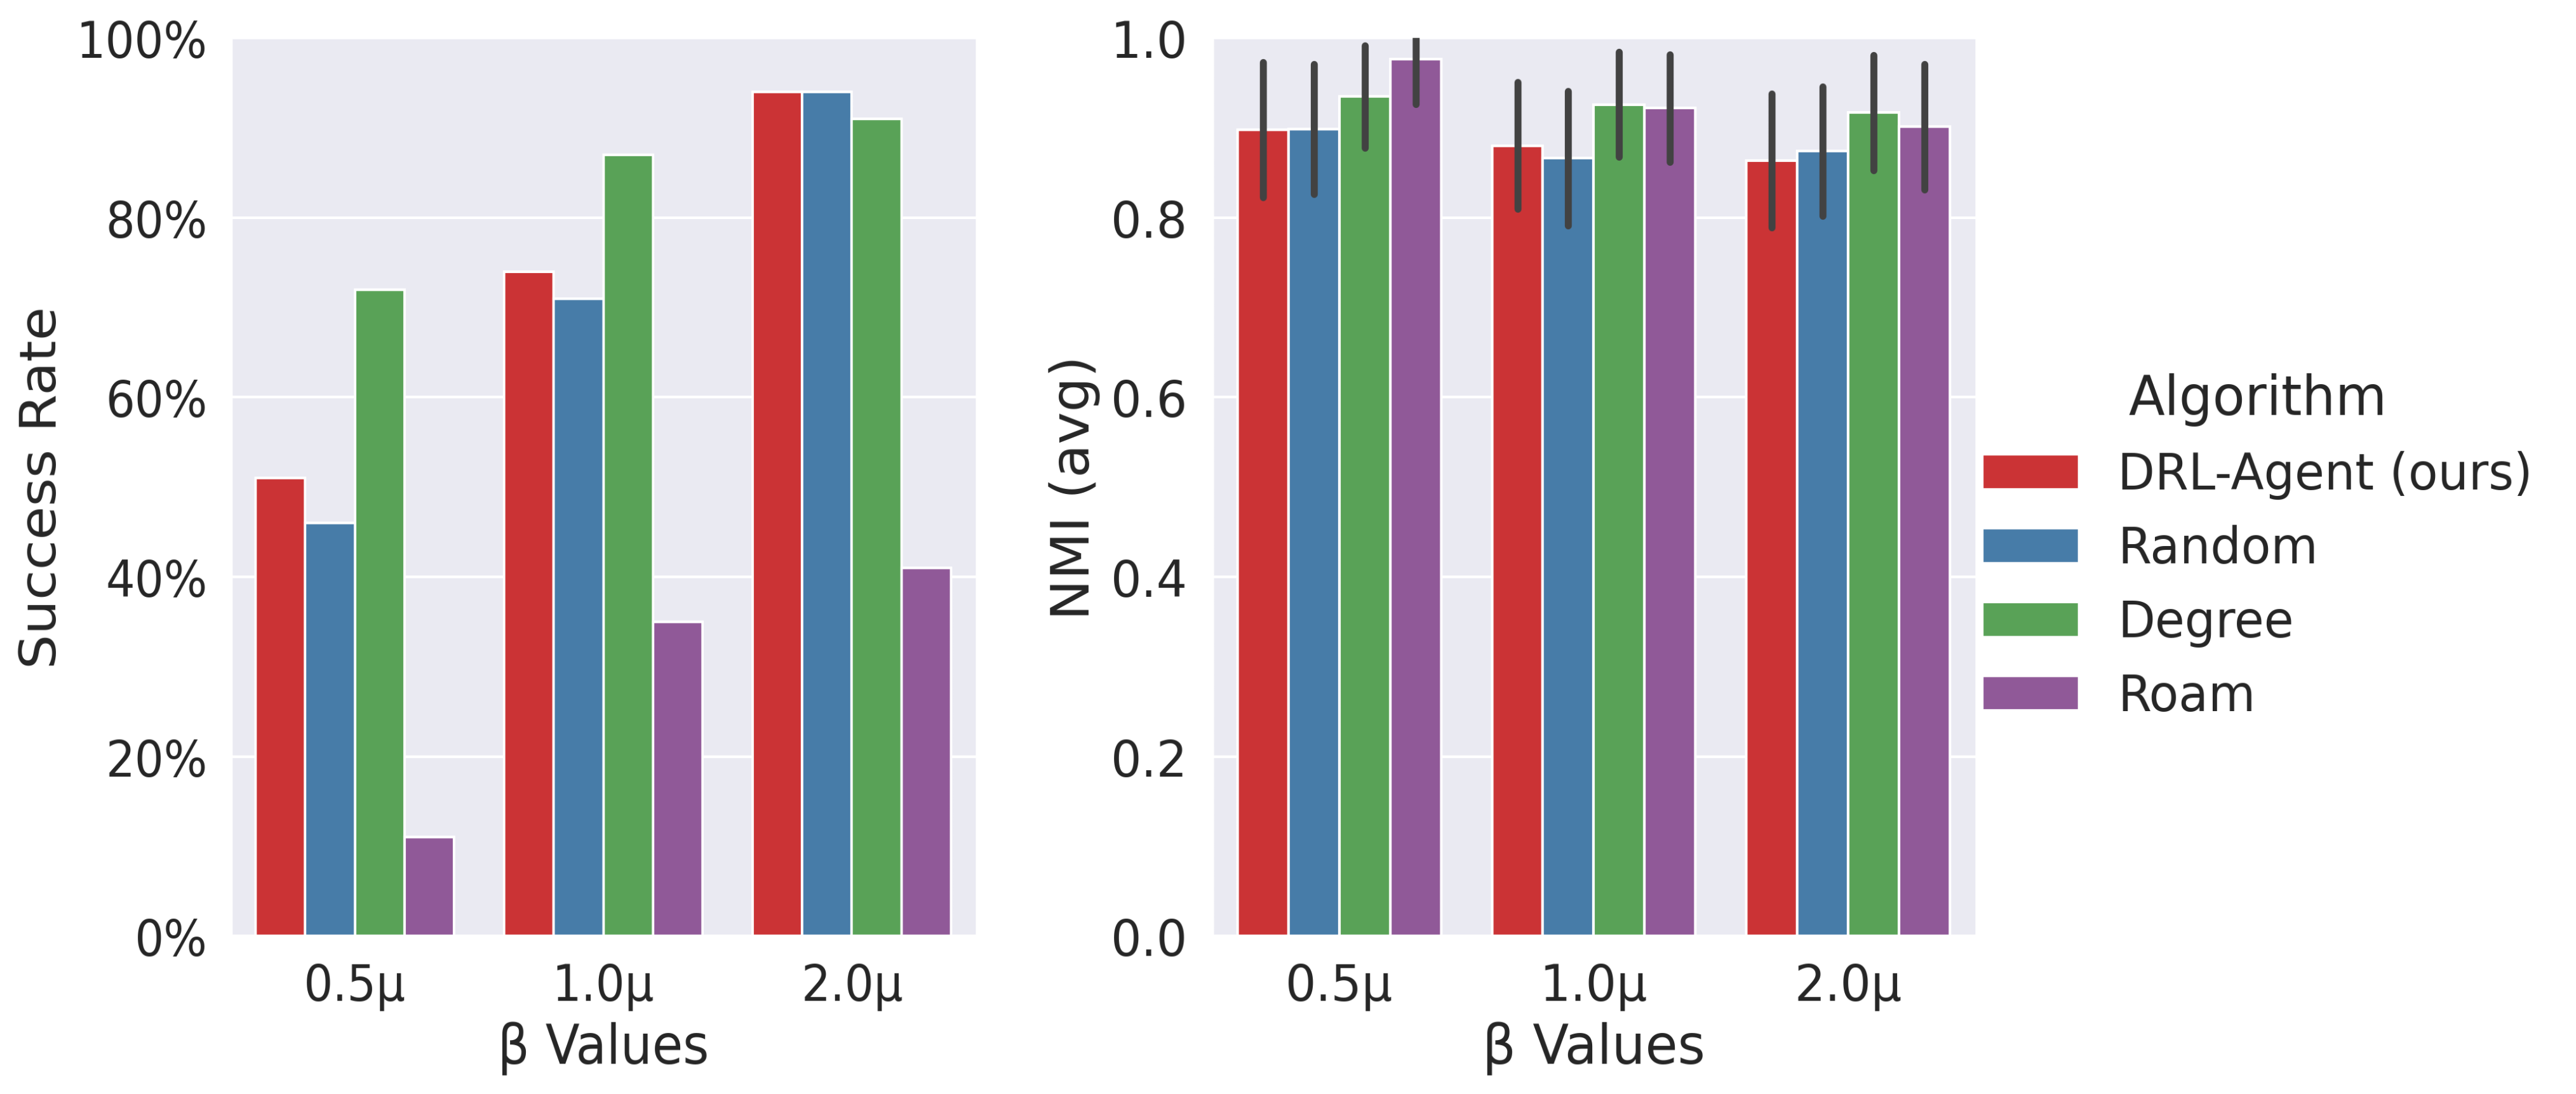 100%
80%
60%
40%
20%
0%
Success Rate
0.5μ 1.0μ 2.0μ
β Values
1.0
0.8
0.6
0.4
0.2
0.0
NMI (avg)
0.5μ 1.0μ 2.0μ
β Values
Algorithm
DRL-Agent (ours)
Random
Degree
Roam